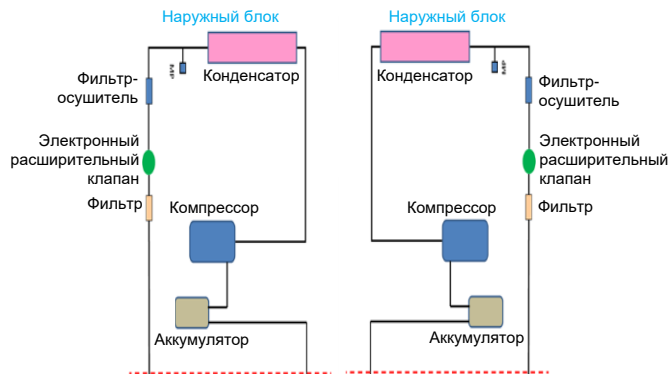 Наружный блок
Конденсатор
Фильтр-
осушитель
Электронный
расширительный
клапан
Фильтр
Компрессор
Аккумулятор
Наружный блок
Конденсатор
Фильтр-
осушитель
Электронный
расширительный
клапан
Фильтр
Компрессор
Аккумулятор